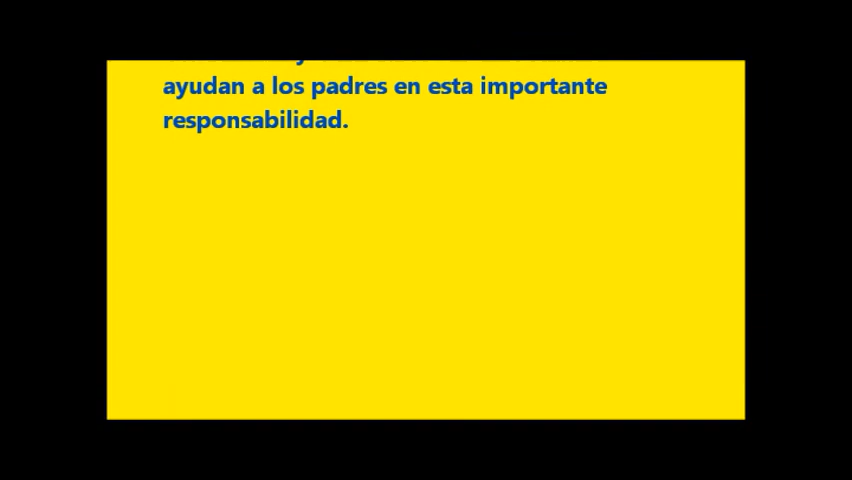 ayudan a los padres en esta importante
responsabilidad.